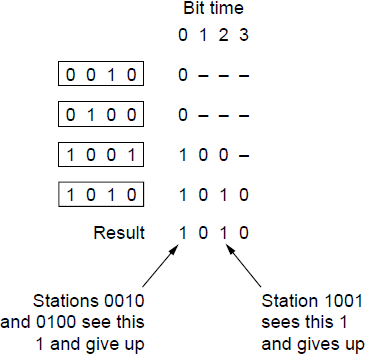 Bit time
0 1 2 3
0 0 1 0 0 – – –
0 1 0 0 0 – – –
1 0 0 1 1 0 0 –
1 0 1 0 1 0 1 0
Result 1 0 1 0
Stations 0010
and 0100 see this
1 and give up
Station 1001
sees this 1
and gives up